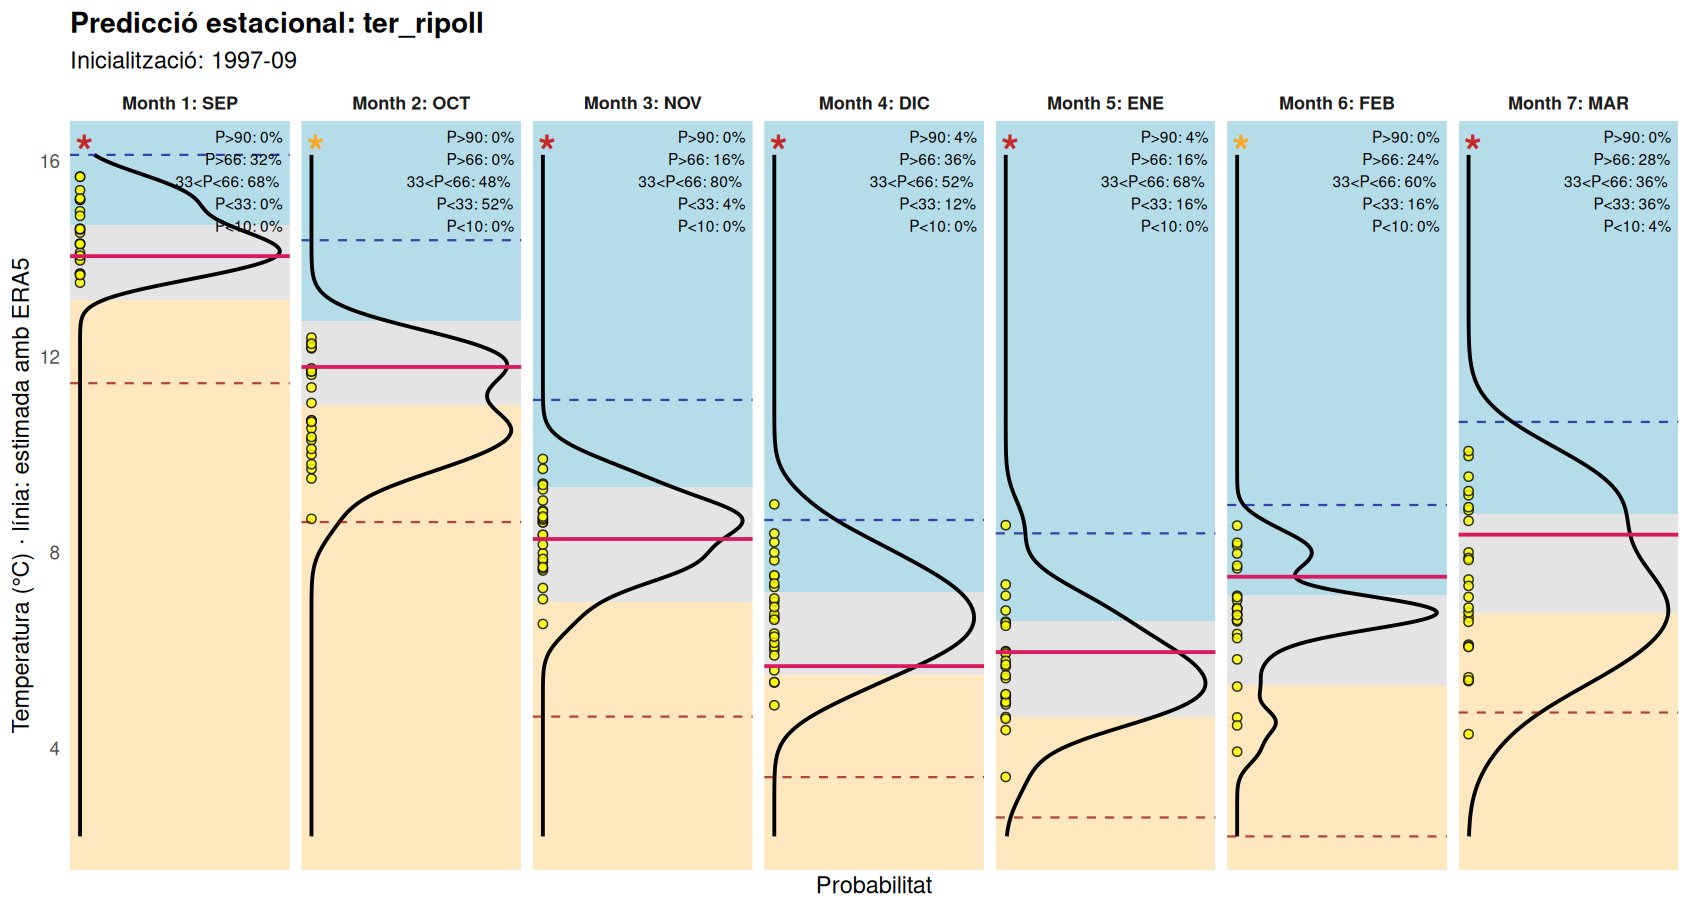 Predicció estacional: ter_ripoll
Inicialització: 1997-09
Month 1: SEP
Month 2: OCT
Month 3: NOV
Month 4: DIC
Month 5: ENE
Month 6: FEB
Month 7: MAR
P>90: 0%
P>66: 32%
33<P<66: 68%
P<33: 0%
P<10: 0%
P>90: 0%
P>66: 0%
33<P<66: 48%
P<33: 52%
P<10: 0%
P>90: 0%
P>66: 16%
33<P<66: 80%
P<33: 4%
P<10: 0%
P>90: 4%
P>66: 36%
33<P<66: 52%
P<33: 12%
P<10: 0%
P>90: 4%
P>66: 16%
33<P<66: 68%
P<33: 16%
P<10: 0%
P>90: 0%
P>66: 24%
33<P<66: 60%
P<33: 16%
P<10: 0%
P>90: 0%
P>66: 28%
33<P<66: 36%
P<33: 36%
P<10: 4%
16
12
8
4
Temperatura (°C) · línia: estimada amb ERA5
Probabilitat